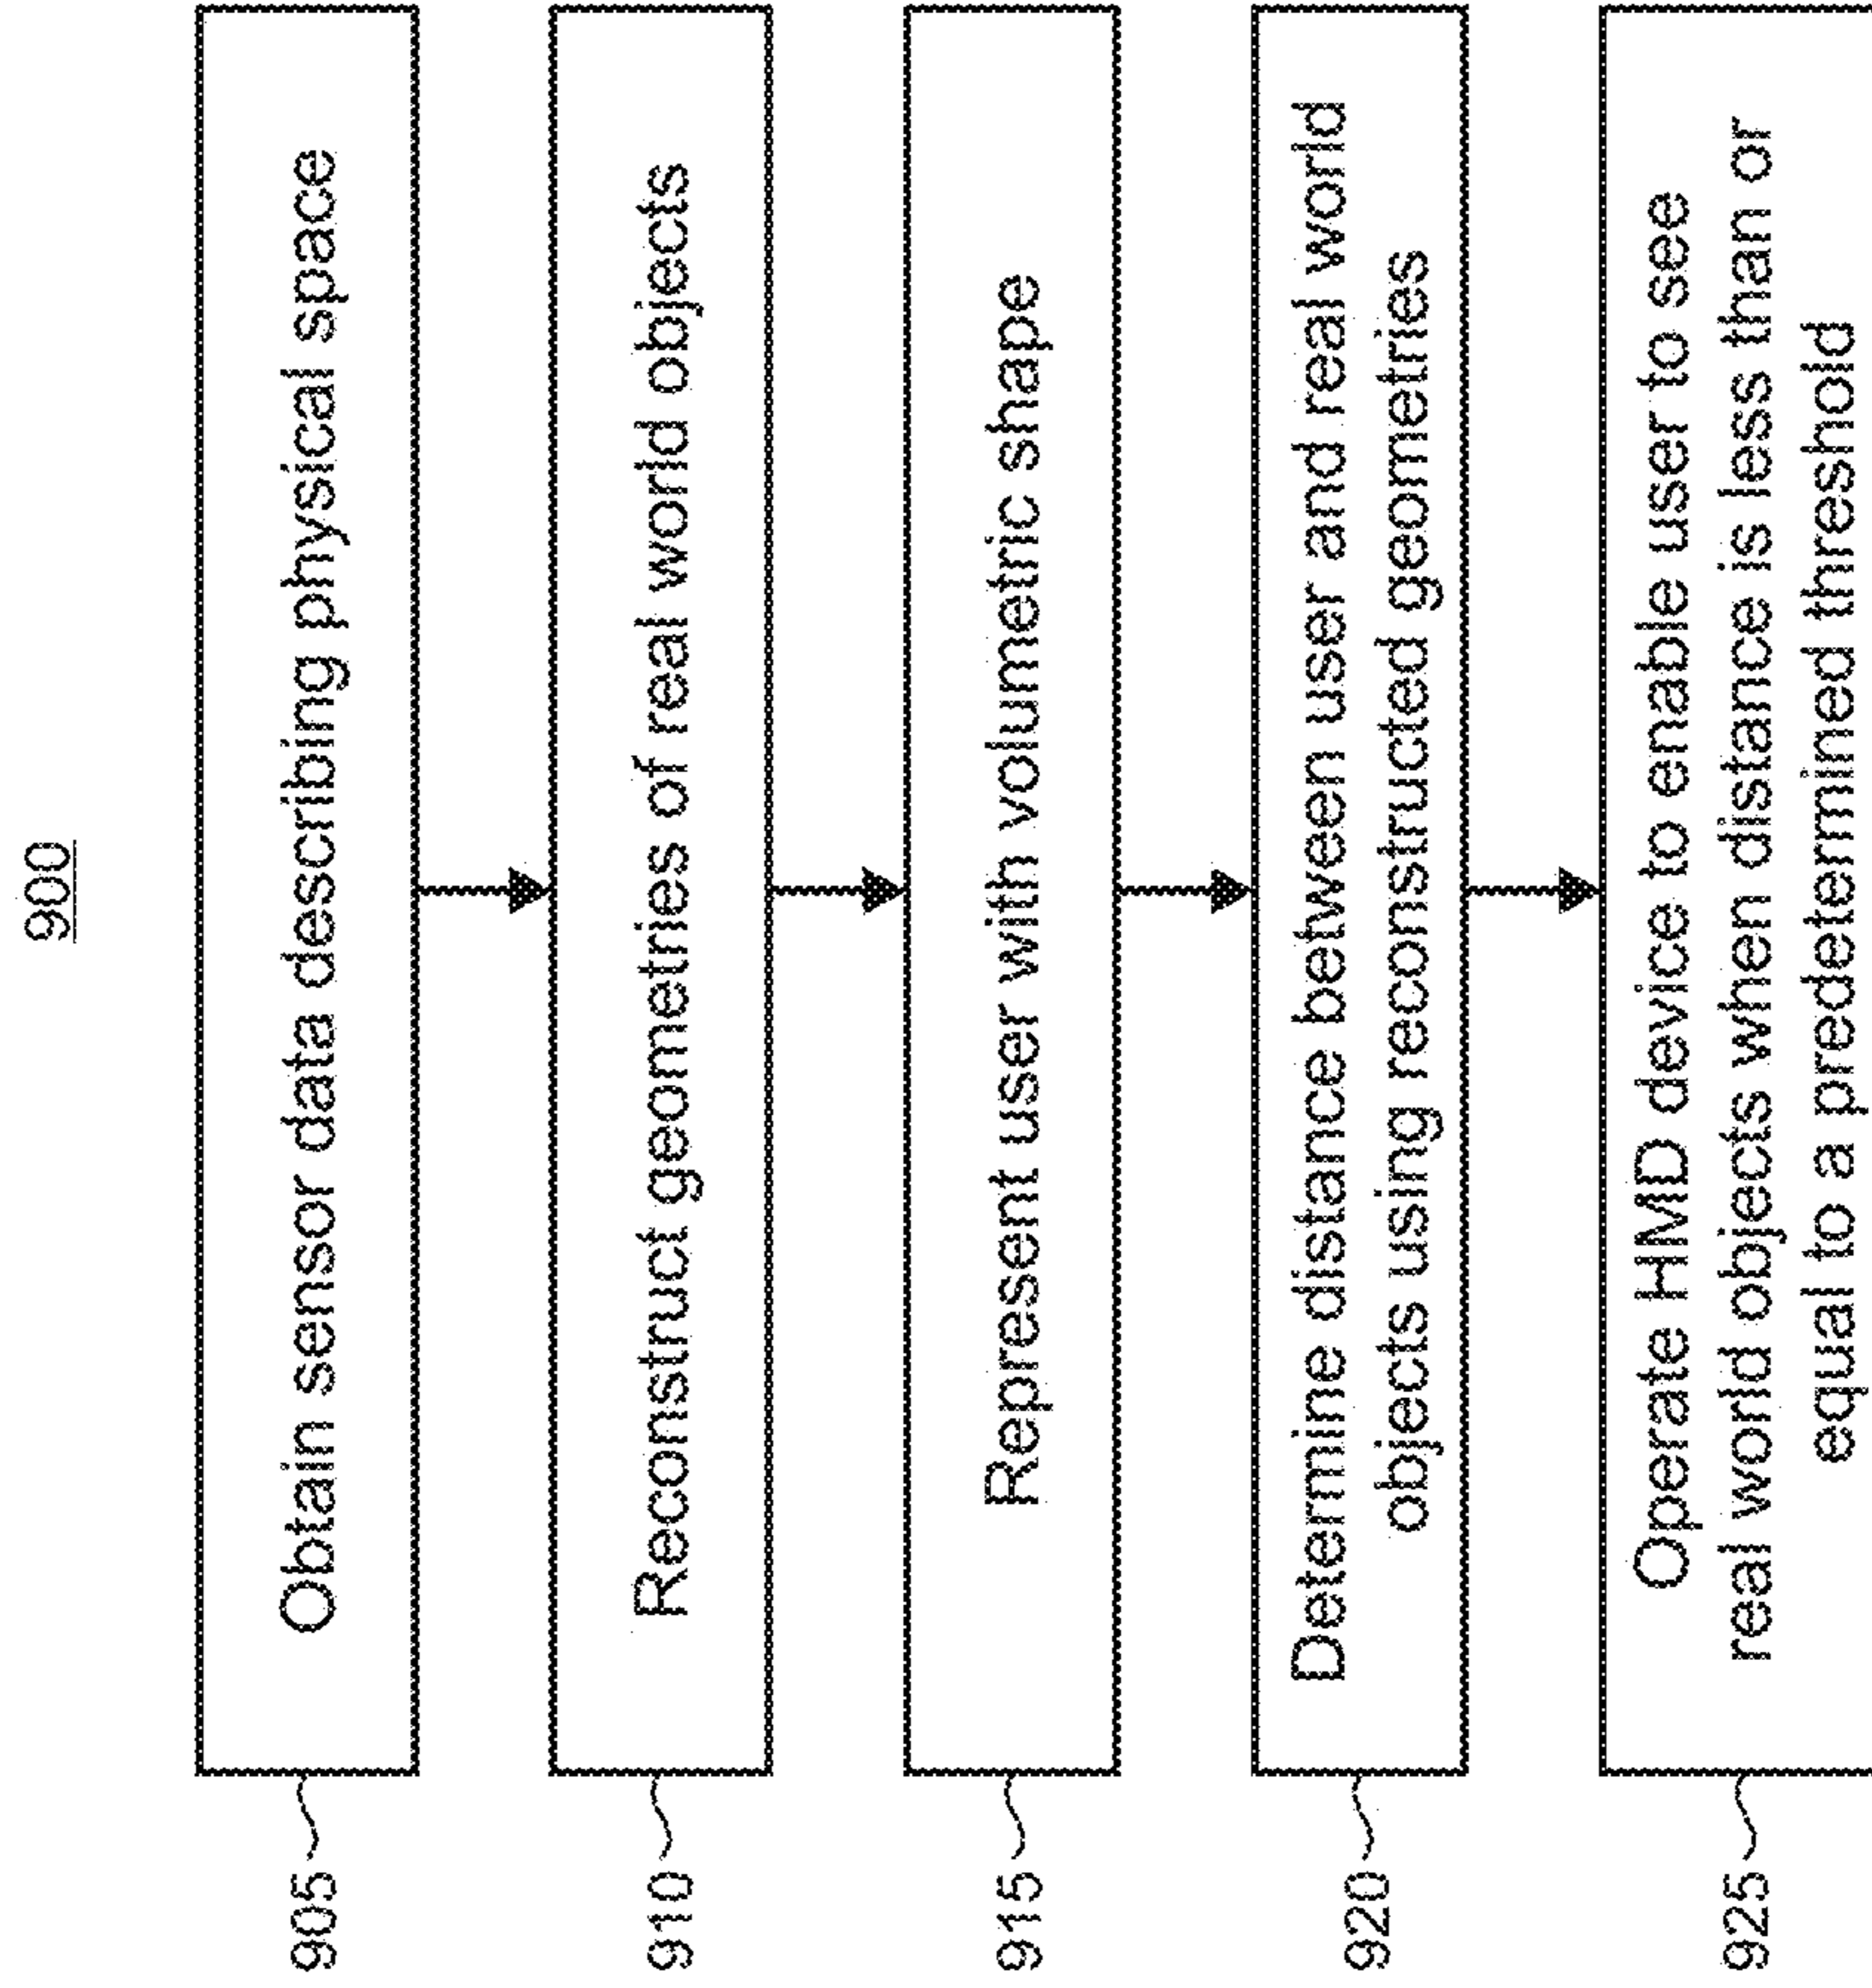 900
905
Obtain sensor data describing physical space
910
Reconstruct geometries of real world objects
915
Represent user with volumetric shape
920
Determine distance between user and real world
objects using reconstructed geometries
925
Operate HMD device to enable user to see
real world objects when distance is less than or
equal to a predetermined threshold